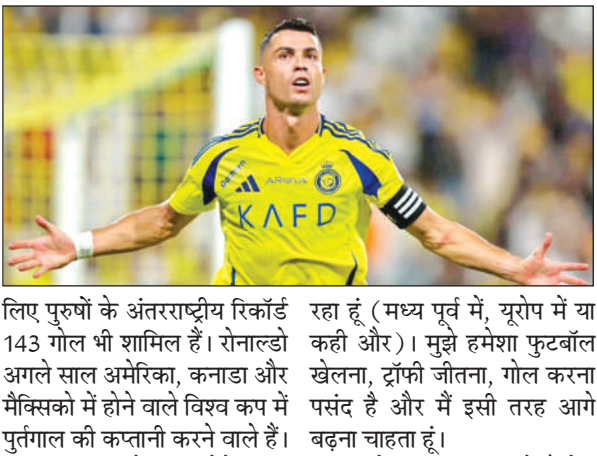 KAFD
लिए पुरुषों के अंतरराष्ट्रीय रिकॉर्ड
143 गोल भी शामिल हैं। रोनाल्डो
अगले साल अमेरिका, कनाडा और
मैक्सिको में होने वाले विश्व कप में
पुर्तगाल की कप्तानी करने वाले हैं।
रहा हूं (मध्य पूर्व में, यूरोप में या
कही और)। मुझे हमेशा फुटबॉल
खेलना, ट्रॉफी जीतना, गोल करना
पसंद है और मैं इसी तरह आगे
बढ़ना चाहता हूं।